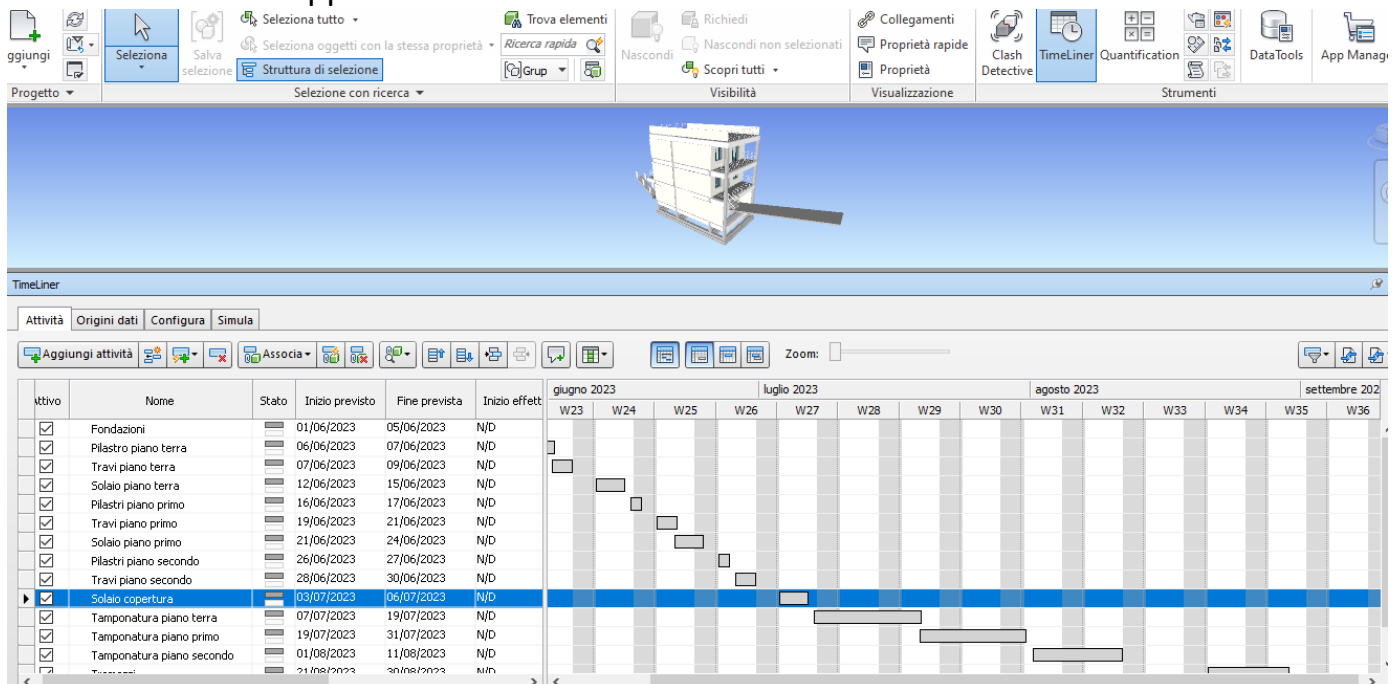 Seleziona tutto
Trova elementi
Richiedi
Collegamenti
ggiungi
Seleziona
Salva selezione
Seleziona oggetti con la stessa proprietà
Ricerca rapida
Nascondi
Nascondi non selezionati
Proprietà rapide
Clash Detective
TimeLiner
Quantification
DataTools
App Manag
Struttura di selezione
Grup
Scopri tutti
Proprietà
Progetto
Selezione con ricerca
Visibilità
Visualizzazione
Strumenti
TimeLiner
Attività Origini dati Configura Simula
Aggiungi attività Associa Zoom:
giugno 2023 luglio 2023 agosto 2023 settembre 202
ttivo Nome Stato Inizio previsto Fine prevista Inizio effett
W23 W24 W25 W26 W27 W28 W29 W30 W31 W32 W33 W34 W35 W36
Fondazioni 01/06/2023 05/06/2023 N/D
Pilastro piano terra 06/06/2023 07/06/2023 N/D
Travi piano terra 07/06/2023 09/06/2023 N/D
Solaio piano terra 12/06/2023 15/06/2023 N/D
Pilastri piano primo 16/06/2023 17/06/2023 N/D
Travi piano primo 19/06/2023 21/06/2023 N/D
Solaio piano primo 21/06/2023 24/06/2023 N/D
Pilastri piano secondo 26/06/2023 27/06/2023 N/D
Travi piano secondo 28/06/2023 30/06/2023 N/D
Solaio copertura 03/07/2023 06/07/2023 N/D
Tamponatura piano terra 07/07/2023 19/07/2023 N/D
Tamponatura piano primo 19/07/2023 31/07/2023 N/D
Tamponatura piano secondo 01/08/2023 11/08/2023 N/D
21/08/2023 30/08/2023 N/D